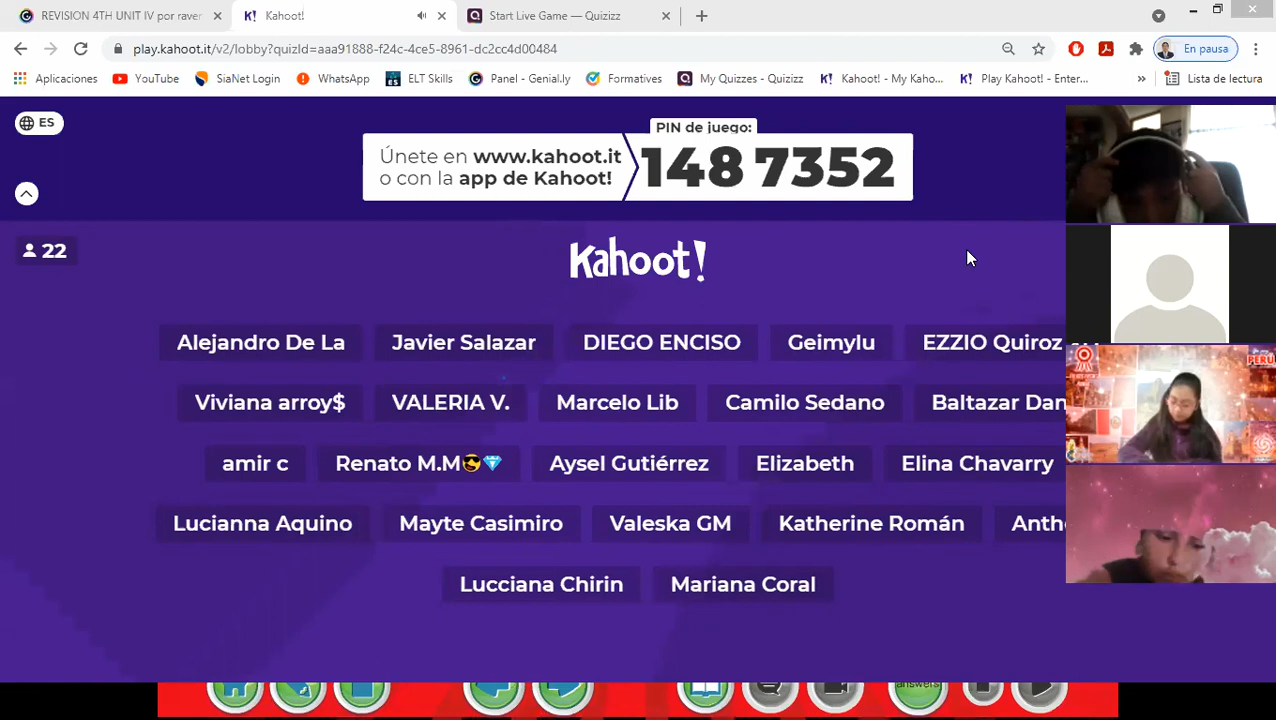 REVISION 4TH UNIT IV por raver
Kahoot!
Start Live Game — Quizizz
play.kahoot.it/v2/lobby?quizId=aaa91888-f24c-4ce5-8961-dc2cc4d00484
En pausa
Aplicaciones
YouTube
SiaNet Login
WhatsApp
ELT Skills
Panel - Genial.ly
Formatives
My Quizzes - Quizizz
Kahoot! - My Kaho...
Play Kahoot! - Enter...
»
Lista de lectura
ES
PIN de juego:
Únete en www.kahoot.it
o con la app de Kahoot!
148 7352
22
Kahoot!
Alejandro De La
Javier Salazar
DIEGO ENCISO
Geimylu
EZZIO Quiroz
Viviana arroy$
VALERIA V.
Marcelo Lib
Camilo Sedano
Baltazar Dan
amir c
Renato M.M😎💎
Aysel Gutiérrez
Elizabeth
Elina Chavarry
Lucianna Aquino
Mayte Casimiro
Valeska GM
Katherine Román
Anth
Lucciana Chirin
Mariana Coral
PERÚ
answers